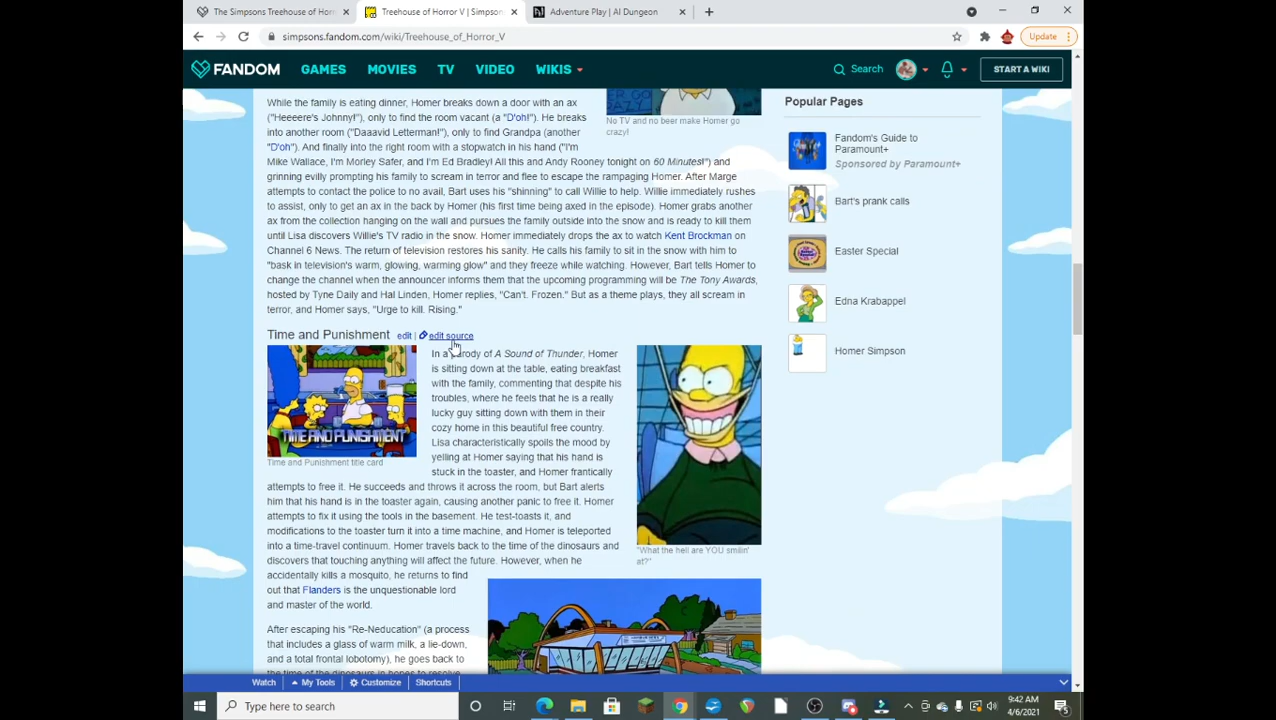 The Simpsons Treehouse of Hor
Treehouse of Horror V | Simpson
Adventure Play | AI Dungeon
simpsons.fandom.com/wiki/Treehouse_of_Horror_V
Update
FANDOM
GAMES
MOVIES
TV
VIDEO
WIKIS
Search
START A WIKI
While the family is eating dinner, Homer breaks down a door with an ax
("Heeeere's Johnny!"), only to find the room vacant (a "D'oh!"). He breaks
into another room ("Daaavid Letterman!"), only to find Grandpa (another
"D'oh"). And finally into the right room with a stopwatch in his hand ("I'm
Mike Wallace, I'm Morley Safer, and I'm Ed Bradley! All this and Andy Rooney tonight on 60 Minutes!") and
grinning evilly prompting his family to scream in terror and flee to escape the rampaging Homer. After Marge
attempts to contact the police to no avail, Bart uses his "shinning" to call Willie to help. Willie immediately rushes
to assist, only to get an ax in the back by Homer (his first time being axed in the episode). Homer grabs another
ax from the collection hanging on the wall and pursues the family outside into the snow and is ready to kill them
until Lisa discovers Willie's TV radio in the snow. Homer immediately drops the ax to watch Kent Brockman on
Channel 6 News. The return of television restores his sanity. He calls his family to sit in the snow with him to
"bask in television's warm, glowing, warming glow" and they freeze while watching. However, Bart tells Homer to
change the channel when the announcer informs them that the upcoming programming will be The Tony Awards,
hosted by Tyne Daily and Hal Linden, Homer replies, "Can't. Frozen." But as a theme plays, they all scream in
terror, and Homer says, "Urge to kill. Rising."
No TV and no beer make Homer go
crazy!
Time and Punishment edit | edit source
TIME AND PUNISHMENT
Time and Punishment title card
In a parody of A Sound of Thunder, Homer
is sitting down at the table, eating breakfast
with the family, commenting that despite his
troubles, where he feels that he is a really
lucky guy sitting down with them in their
cozy home in this beautiful free country.
Lisa characteristically spoils the mood by
yelling at Homer saying that his hand is
stuck in the toaster, and Homer frantically
attempts to free it. He succeeds and throws it across the room, but Bart alerts
him that his hand is in the toaster again, causing another panic to free it. Homer
attempts to fix it using the tools in the basement. He test-toasts it, and
modifications to the toaster turn it into a time machine, and Homer is teleported
into a time-travel continuum. Homer travels back to the time of the dinosaurs and
discovers that touching anything will affect the future. However, when he
accidentally kills a mosquito, he returns to find
out that Flanders is the unquestionable lord
and master of the world.
"What the hell are YOU smilin'
at?"
After escaping his "Re-Neducation" (a process
that includes a glass of warm milk, a lie-down,
and a total frontal lobotomy), he goes back to
the time of the dinosaurs in hopes to resolve
Popular Pages
Fandom's Guide to
Paramount+
Sponsored by Paramount+
Bart's prank calls
Easter Special
Edna Krabappel
Homer Simpson
Watch
My Tools
Customize
Shortcuts
Type here to search
9:42 AM
4/6/2021
5